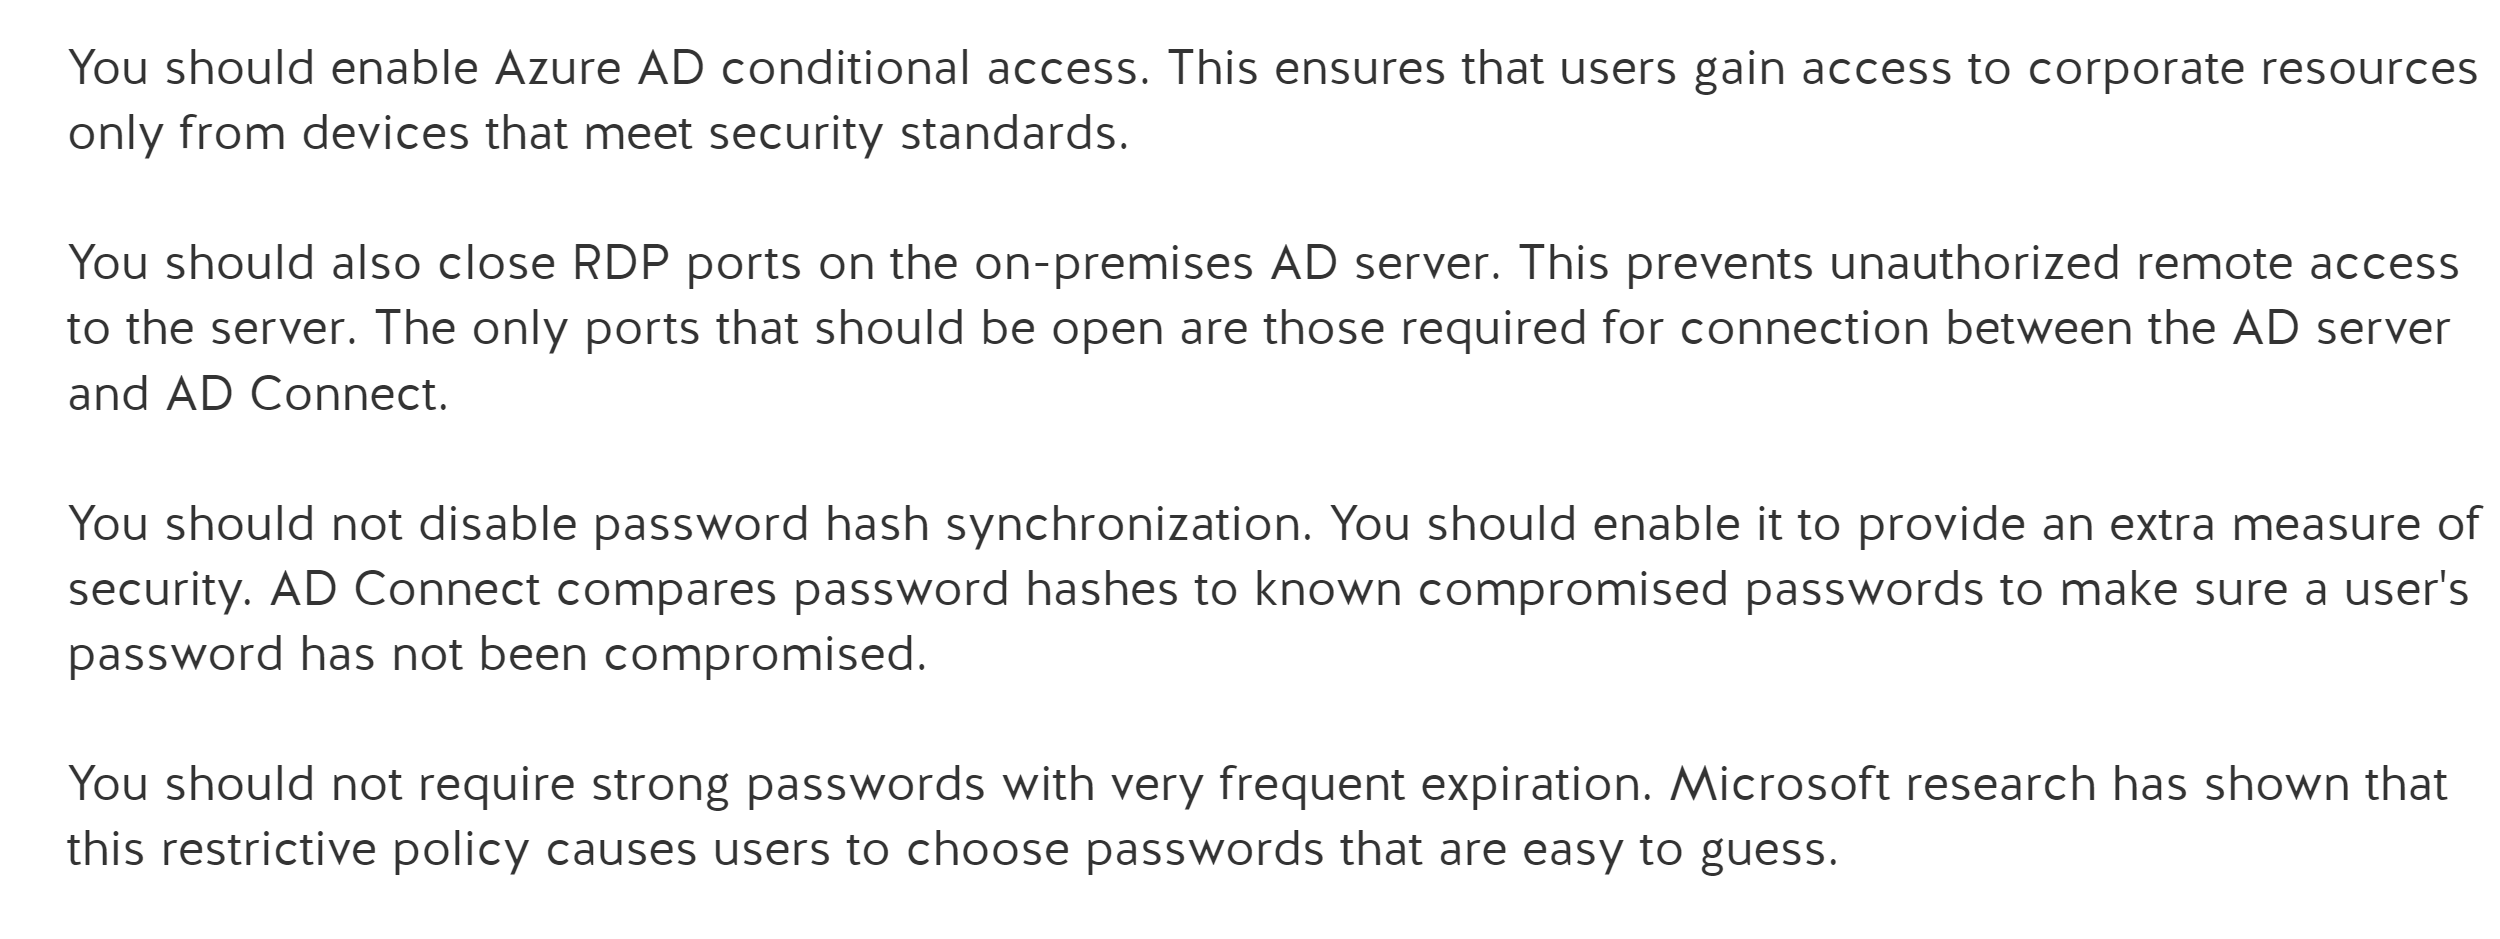 You should enable Azure AD conditional access. This ensures that users gain access to corporate resources
only from devices that meet security standards.
You should also close RDP ports on the on-premises AD server. This prevents unauthorized remote access
to the server. The only ports that should be open are those required for connection between the AD server
and AD Connect.
You should not disable password hash synchronization. You should enable it to provide an extra measure of
security. AD Connect compares password hashes to known compromised passwords to make sure a user's
password has not been compromised.
You should not require strong passwords with very frequent expiration. Microsoft research has shown that
this restrictive policy causes users to choose passwords that are easy to guess.